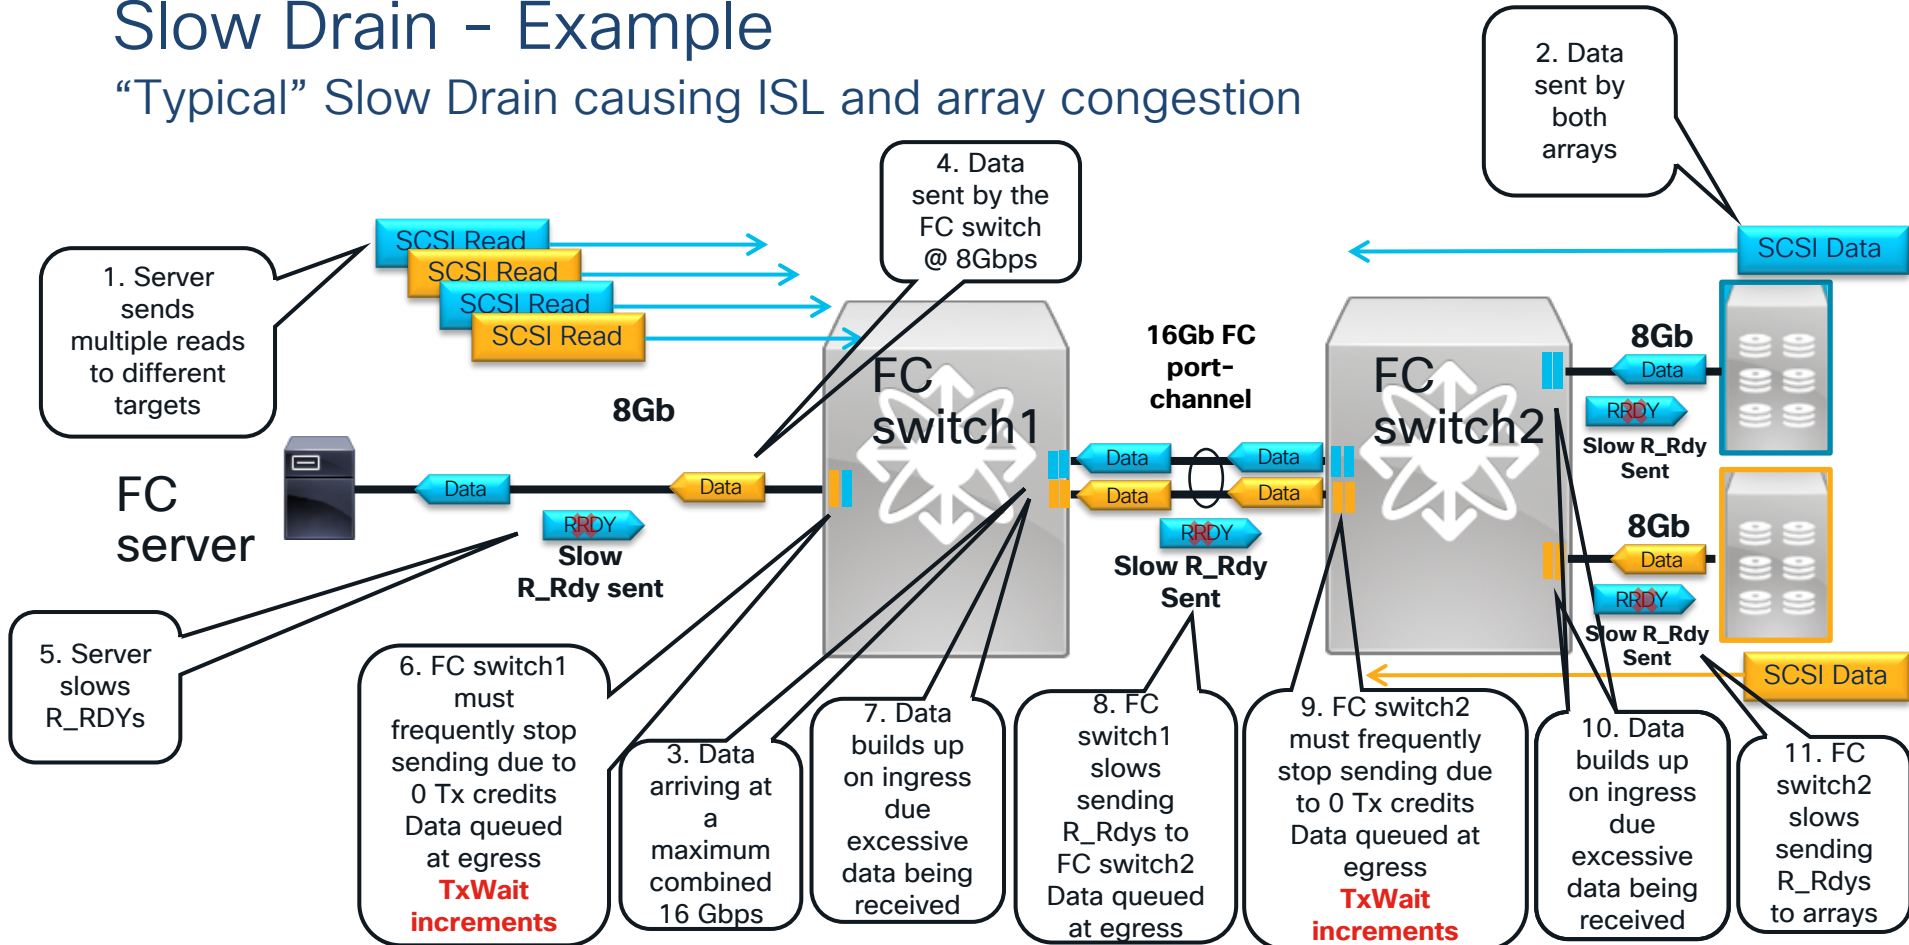 Slow Drain - Example
“Typical” Slow Drain causing ISL and array congestion
2. Data
sent by
both
arrays
4. Data
sent by the
FC switch
@ 8Gbps
SCSI Read
SCSI Read
SCSI Read
SCSI Read
SCSI Data
1. Server
sends
multiple reads
to different
targets
8Gb
16Gb FC
port-
channel
FC
switch1
FC
switch2
8Gb
Data
RRDY
Slow R_Rdy
Sent
FC
server
Data
Data
RRDY
Slow
R_Rdy sent
Data
Data
Data
Data
RRDY
Slow R_Rdy
Sent
8Gb
Data
RRDY
Slow R_Rdy
Sent
SCSI Data
5. Server
slows
R_RDYs
6. FC switch1
must
frequently stop
sending due to
0 Tx credits
Data queued
at egress
TxWait
increments
3. Data
arriving at
a
maximum
combined
16 Gbps
7. Data
builds up
on ingress
due
excessive
data being
received
8. FC
switch1
slows
sending
R_Rdys to
FC switch2
Data queued
at egress
9. FC switch2
must frequently
stop sending due
to 0 Tx credits
Data queued at
egress
TxWait
increments
10. Data
builds up
on ingress
due
excessive
data being
received
11. FC
switch2
slows
sending
R_Rdys
to arrays